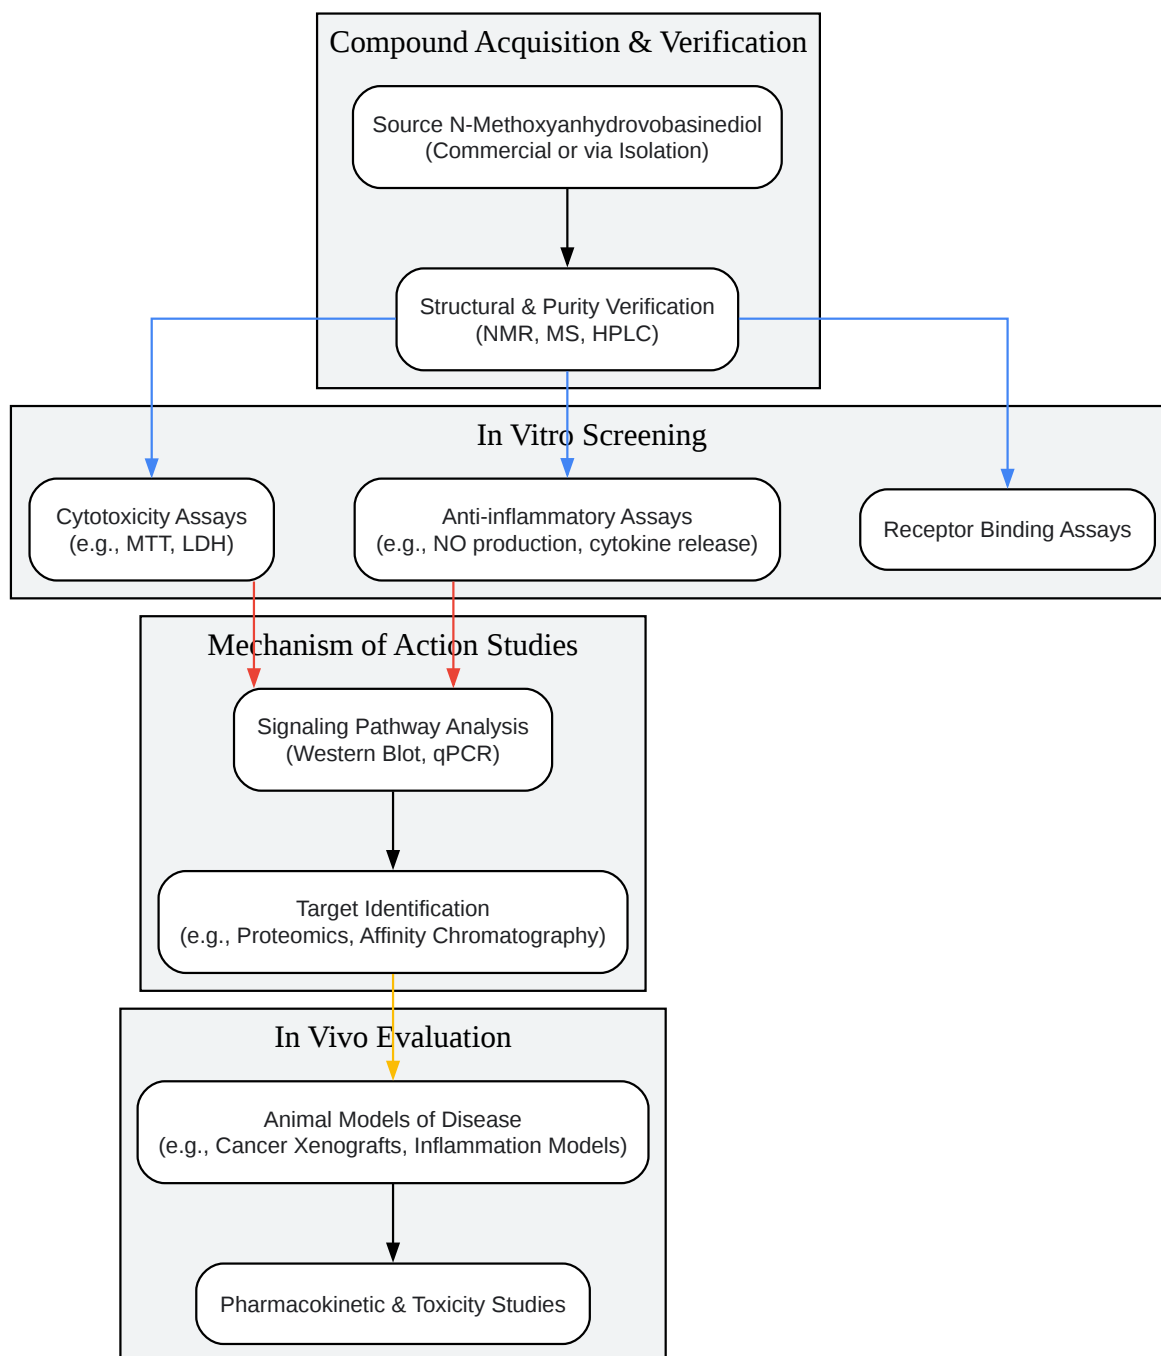 Compound Acquisition & Verification
Source N-Methoxyanhydrovobasinediol
(Commercial or via Isolation)
Structural & Purity Verification
(NMR, MS, HPLC)
In Vitro Screening
Cytotoxicity Assays
(e.g., MTT, LDH)
Anti-inflammatory Assays
(e.g., NO production, cytokine release)
Receptor Binding Assays
Mechanism of Action Studies
Signaling Pathway Analysis
(Western Blot, qPCR)
Target Identification
(e.g., Proteomics, Affinity Chromatography)
In Vivo Evaluation
Animal Models of Disease
(e.g., Cancer Xenografts, Inflammation Models)
Pharmacokinetic & Toxicity Studies